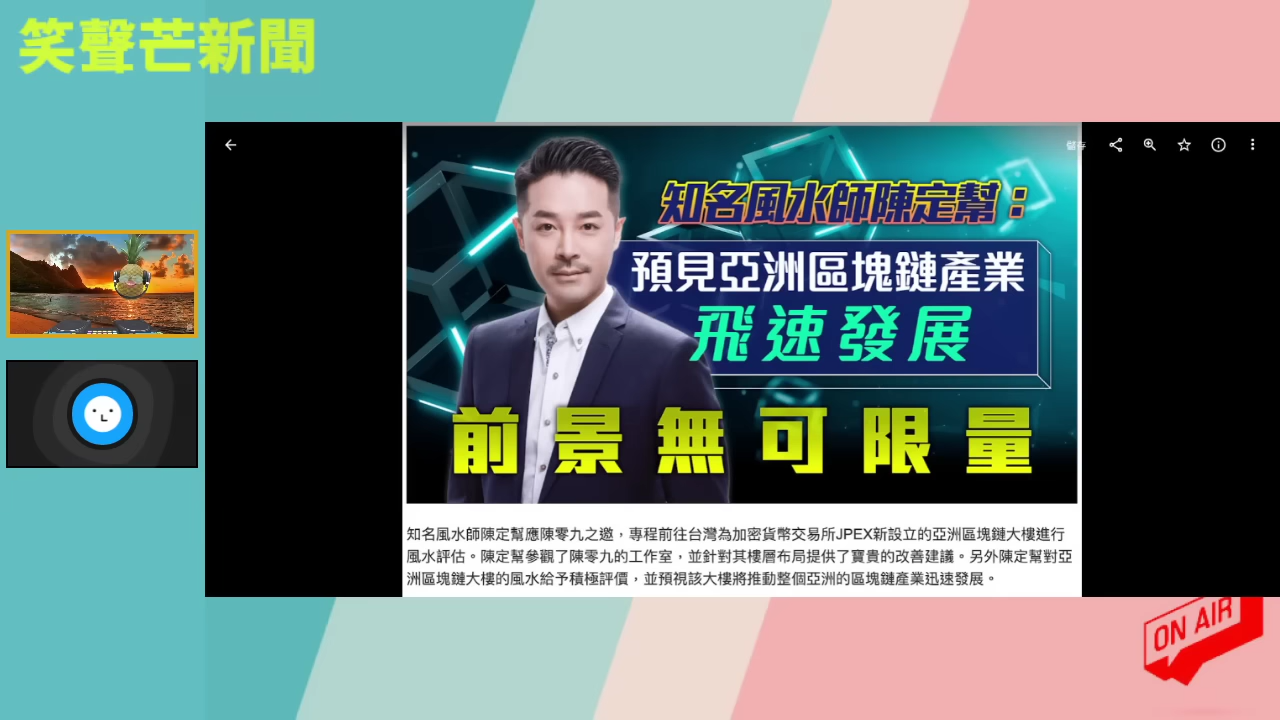 笑聲芒新聞
儲存
知名風水師陳定幫：
預見亞洲區塊鏈產業
飛速發展
前景無可限量
知名風水師陳定幫應陳零九之邀，專程前往台灣為加密貨幣交易所JPEX新設立的亞洲區塊鏈大樓進行
風水評估。陳定幫參觀了陳零九的工作室，並針對其樓層布局提供了寶貴的改善建議。另外陳定幫對亞
洲區塊鏈大樓的風水給予積極評價，並預視該大樓將推動整個亞洲的區塊鏈產業迅速發展。
ON AIR